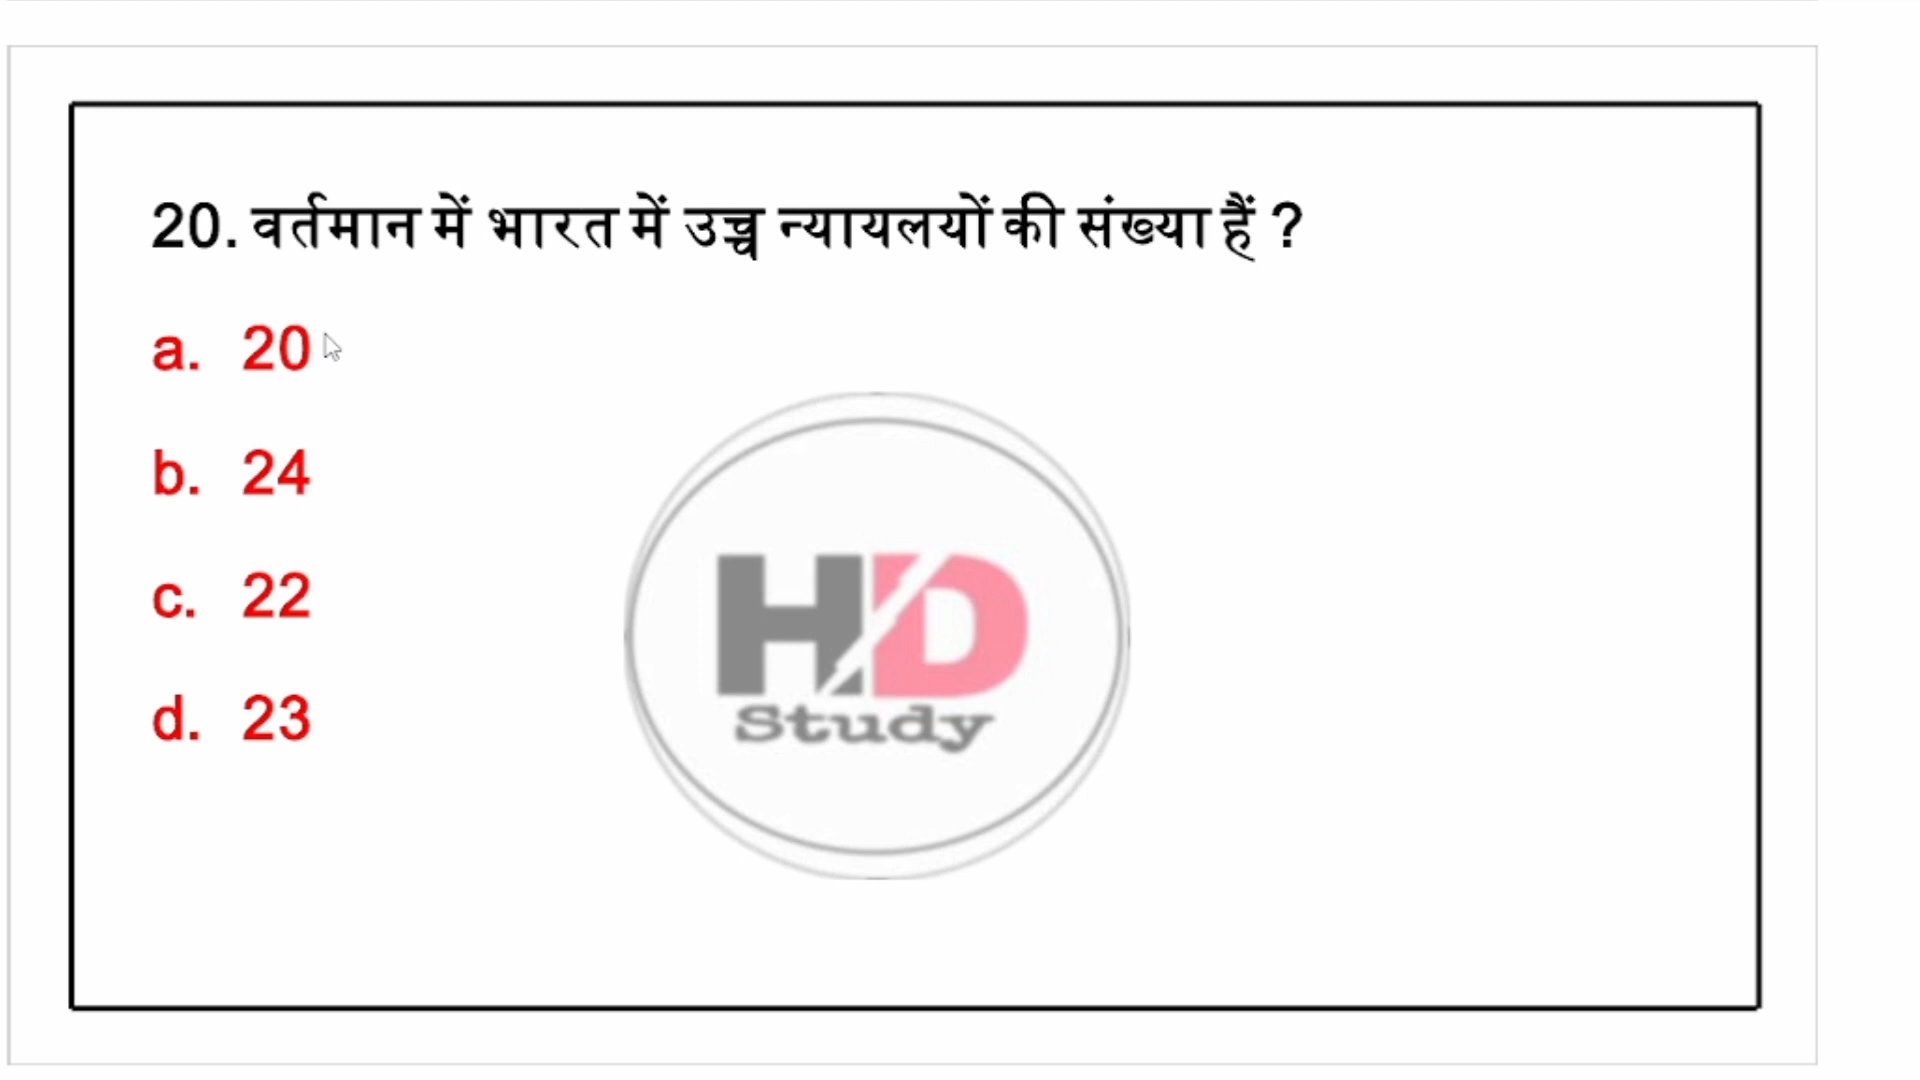 20. वर्तमान में भारत में उच्च न्यायलयों की संख्या हैं ?
a. 20
b. 24
c. 22
d. 23
HD
Study